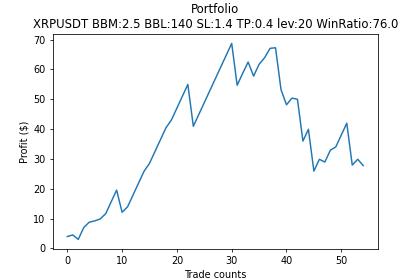 Portfolio
XRPUSDT BBM:2.5 BBL:140 SL:1.4 TP:0.4 lev:20 WinRatio:76.0
70
60
50
40
30
20
10
0
Profit ($)
0 10 20 30 40 50
Trade counts